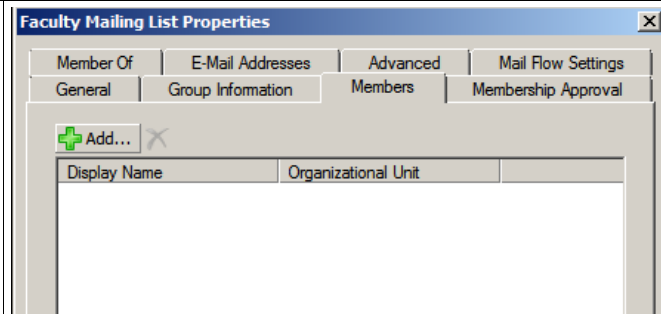 Faculty Mailing List Properties
Member Of E-Mail Addresses Advanced Mail Flow Settings
General Group Information Members Membership Approval
Add...
Display Name Organizational Unit